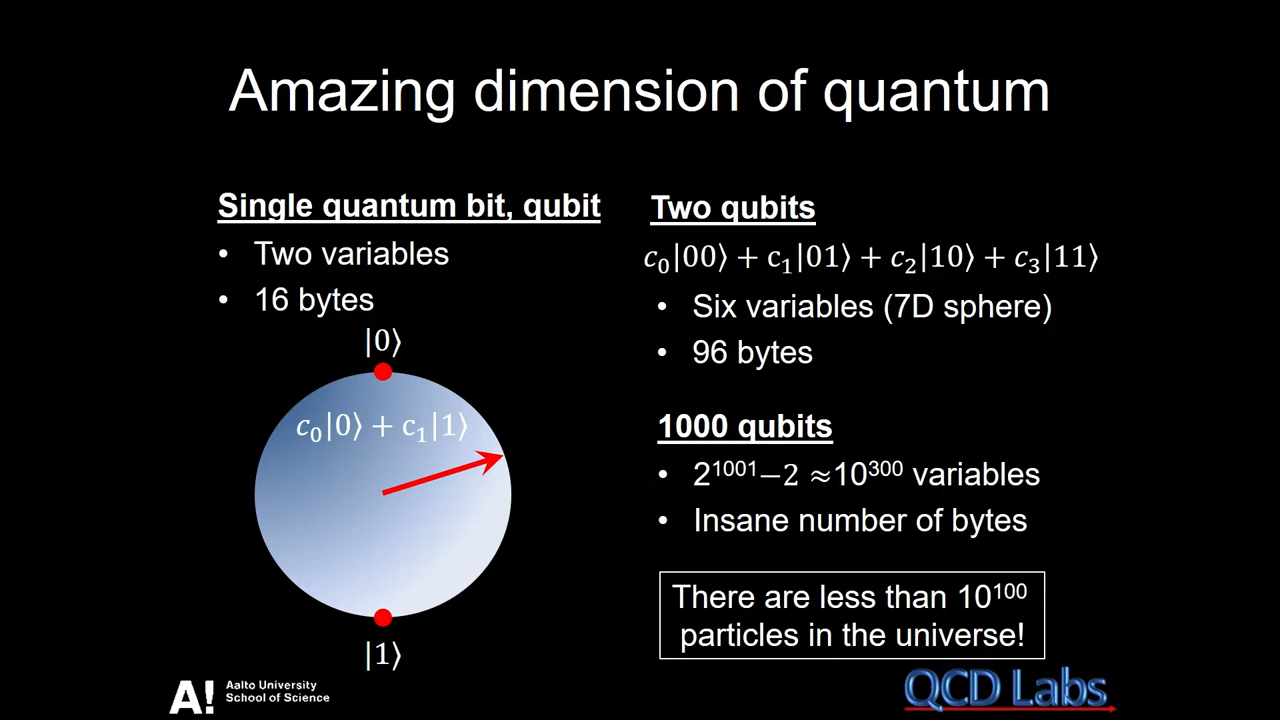 Amazing dimension of quantum
Single quantum bit, qubit
• Two variables
• 16 bytes
|0⟩
c₀|0⟩ + c₁|1⟩
|1⟩
Two qubits
c₀|00⟩ + c₁|01⟩ + c₂|10⟩ + c₃|11⟩
• Six variables (7D sphere)
• 96 bytes
1000 qubits
• 2¹⁰⁰¹−2 ≈10³⁰⁰ variables
• Insane number of bytes
There are less than 10¹⁰⁰
particles in the universe!
A!
Aalto University
School of Science
QCD Labs